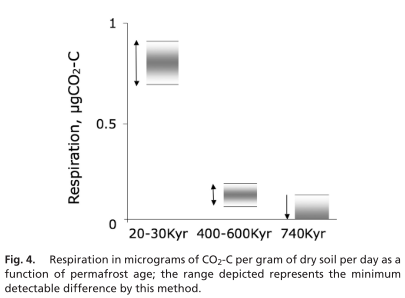 1
0.5
0
Respiration, µgCO₂-C
20-30Kyr 400-600Kyr 740Kyr
Fig. 4. Respiration in micrograms of CO₂-C per gram of dry soil per day as a
function of permafrost age; the range depicted represents the minimum
detectable difference by this method.